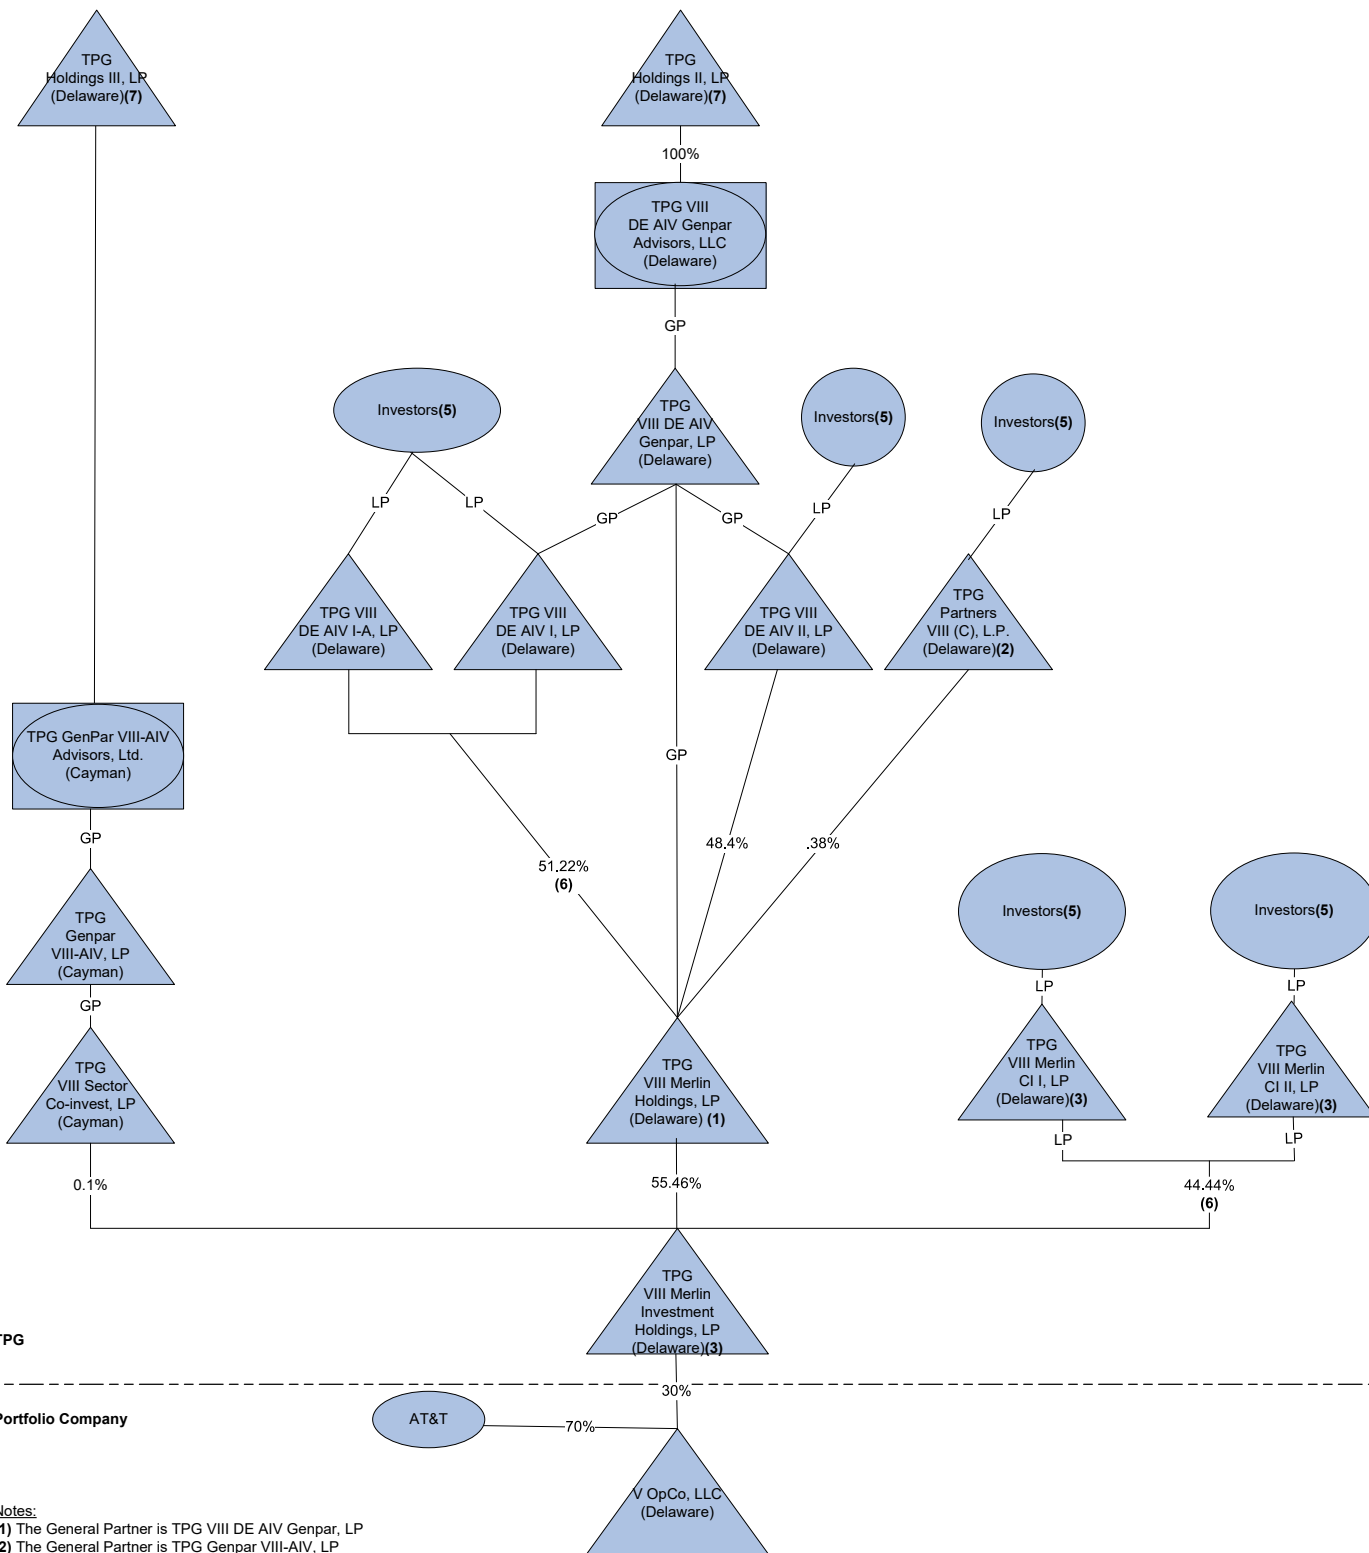 TPG
Holdings III, LP
(Delaware)(7)
TPG
Holdings II, LP
(Delaware)(7)
100%
TPG VIII
DE AIV Genpar
Advisors, LLC
(Delaware)
GP
Investors(5)
TPG
VIII DE AIV
Genpar, LP
(Delaware)
Investors(5)
Investors(5)
LP
LP
GP
GP
LP
LP
TPG VIII
DE AIV I-A, LP
(Delaware)
TPG VIII
DE AIV I, LP
(Delaware)
TPG VIII
DE AIV II, LP
(Delaware)
TPG
Partners
VIII (C), L.P.
(Delaware)(2)
TPG GenPar VIII-AIV
Advisors, Ltd.
(Cayman)
GP
GP
51.22%
(6)
48.4%
.38%
TPG
Genpar
VIII-AIV, LP
(Cayman)
Investors(5)
Investors(5)
GP
LP
LP
TPG
VIII Sector
Co-invest, LP
(Cayman)
TPG
VIII Merlin
Holdings, LP
(Delaware) (1)
TPG
VIII Merlin
CI I, LP
(Delaware)(3)
TPG
VIII Merlin
CI II, LP
(Delaware)(3)
LP
LP
0.1%
55.46%
44.44%
(6)
TPG
VIII Merlin
Investment
Holdings, LP
(Delaware)(3)
TPG
30%
Portfolio Company
AT&T
70%
V OpCo, LLC
(Delaware)
Notes:
1) The General Partner is TPG VIII DE AIV Genpar, LP
2) The General Partner is TPG Genpar VIII-AIV, LP